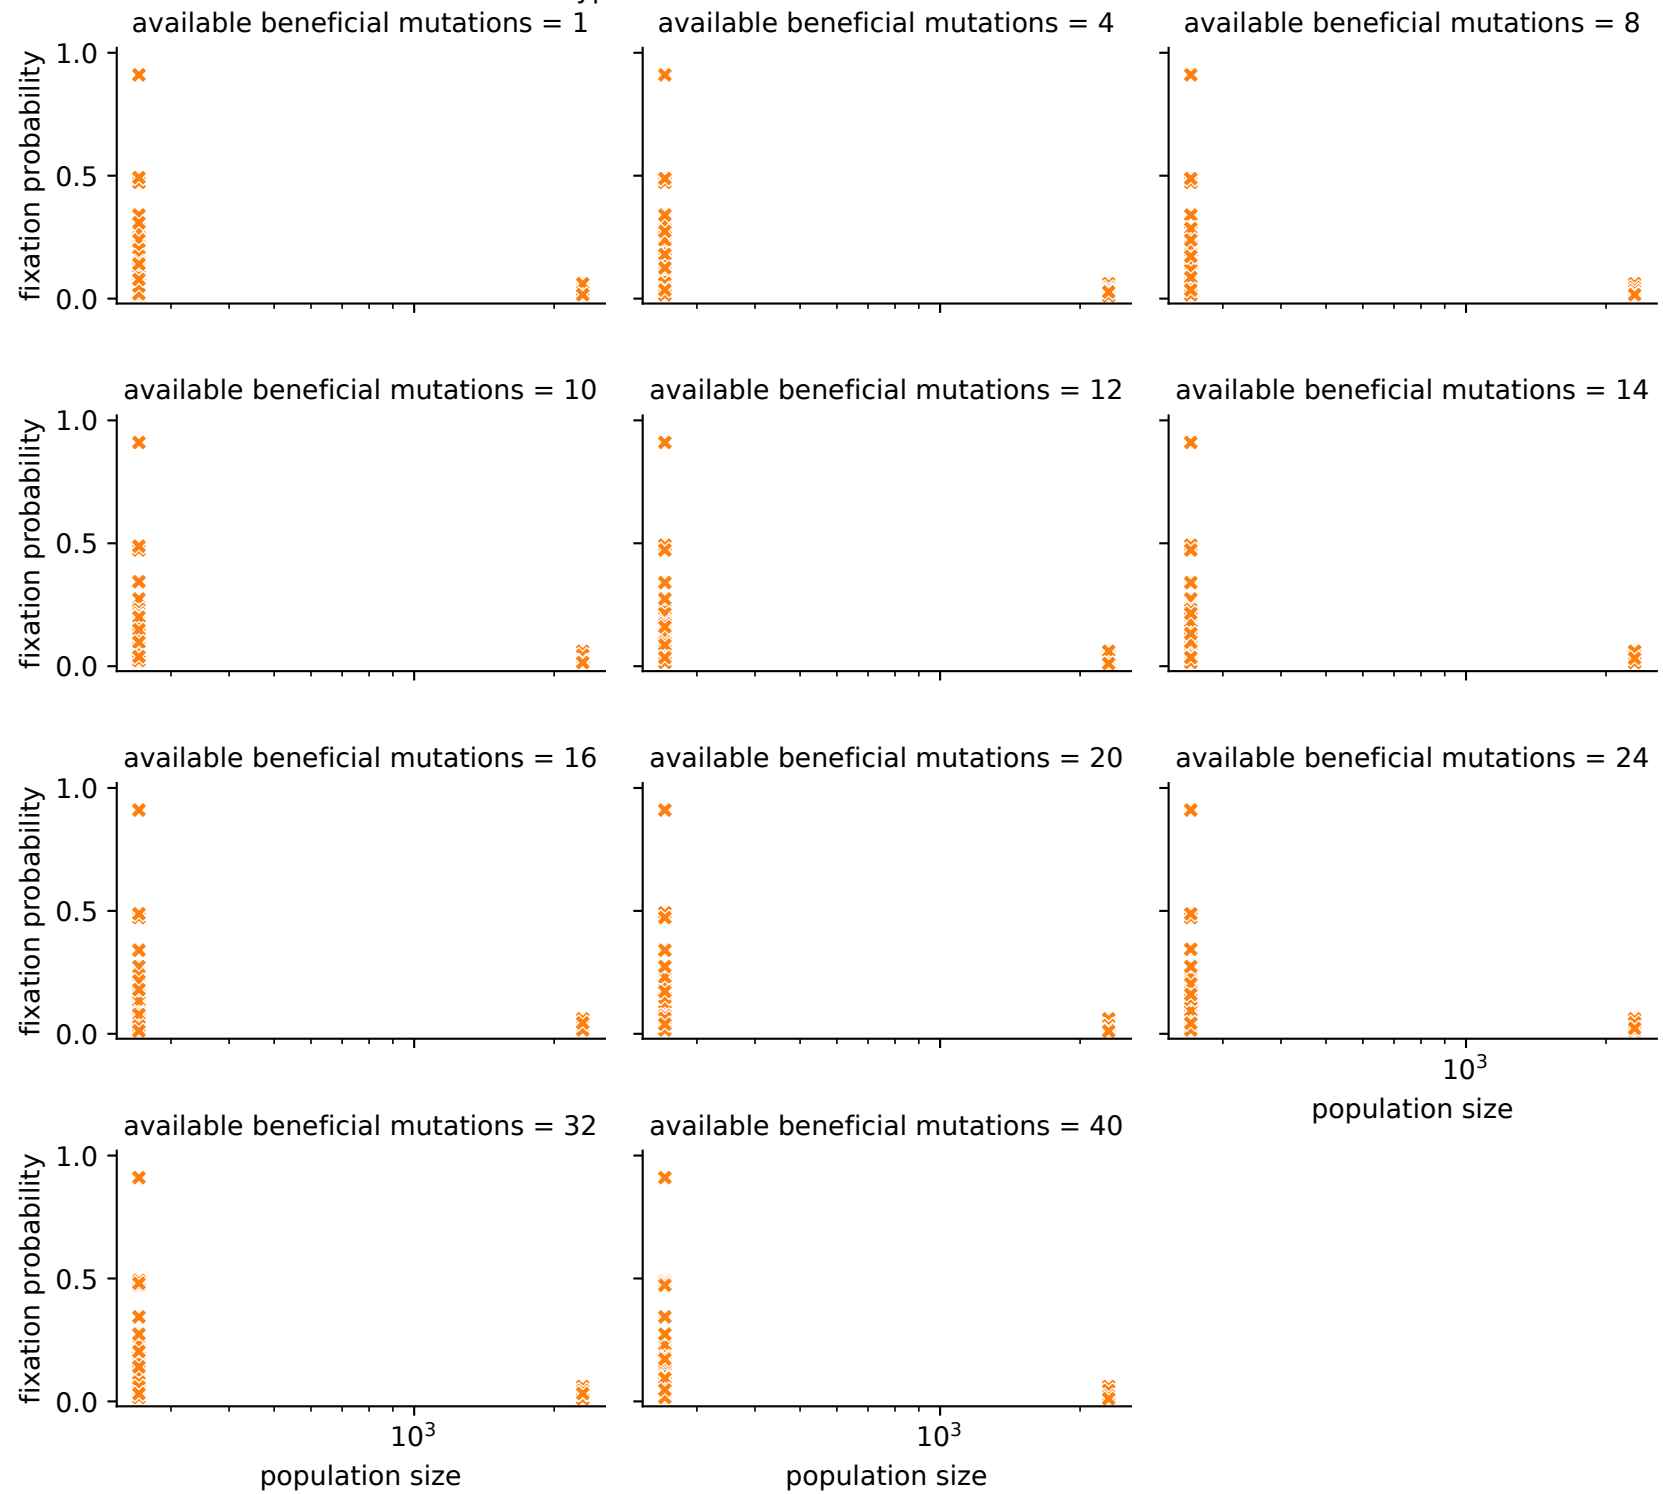 available beneficial mutations = 1
available beneficial mutations = 4
available beneficial mutations = 8
fixation probability
1.0
0.5
0.0
available beneficial mutations = 10
available beneficial mutations = 12
available beneficial mutations = 14
fixation probability
1.0
0.5
0.0
available beneficial mutations = 16
available beneficial mutations = 20
available beneficial mutations = 24
fixation probability
1.0
0.5
0.0
10³
population size
available beneficial mutations = 32
available beneficial mutations = 40
fixation probability
1.0
0.5
0.0
10³
10³
population size
population size